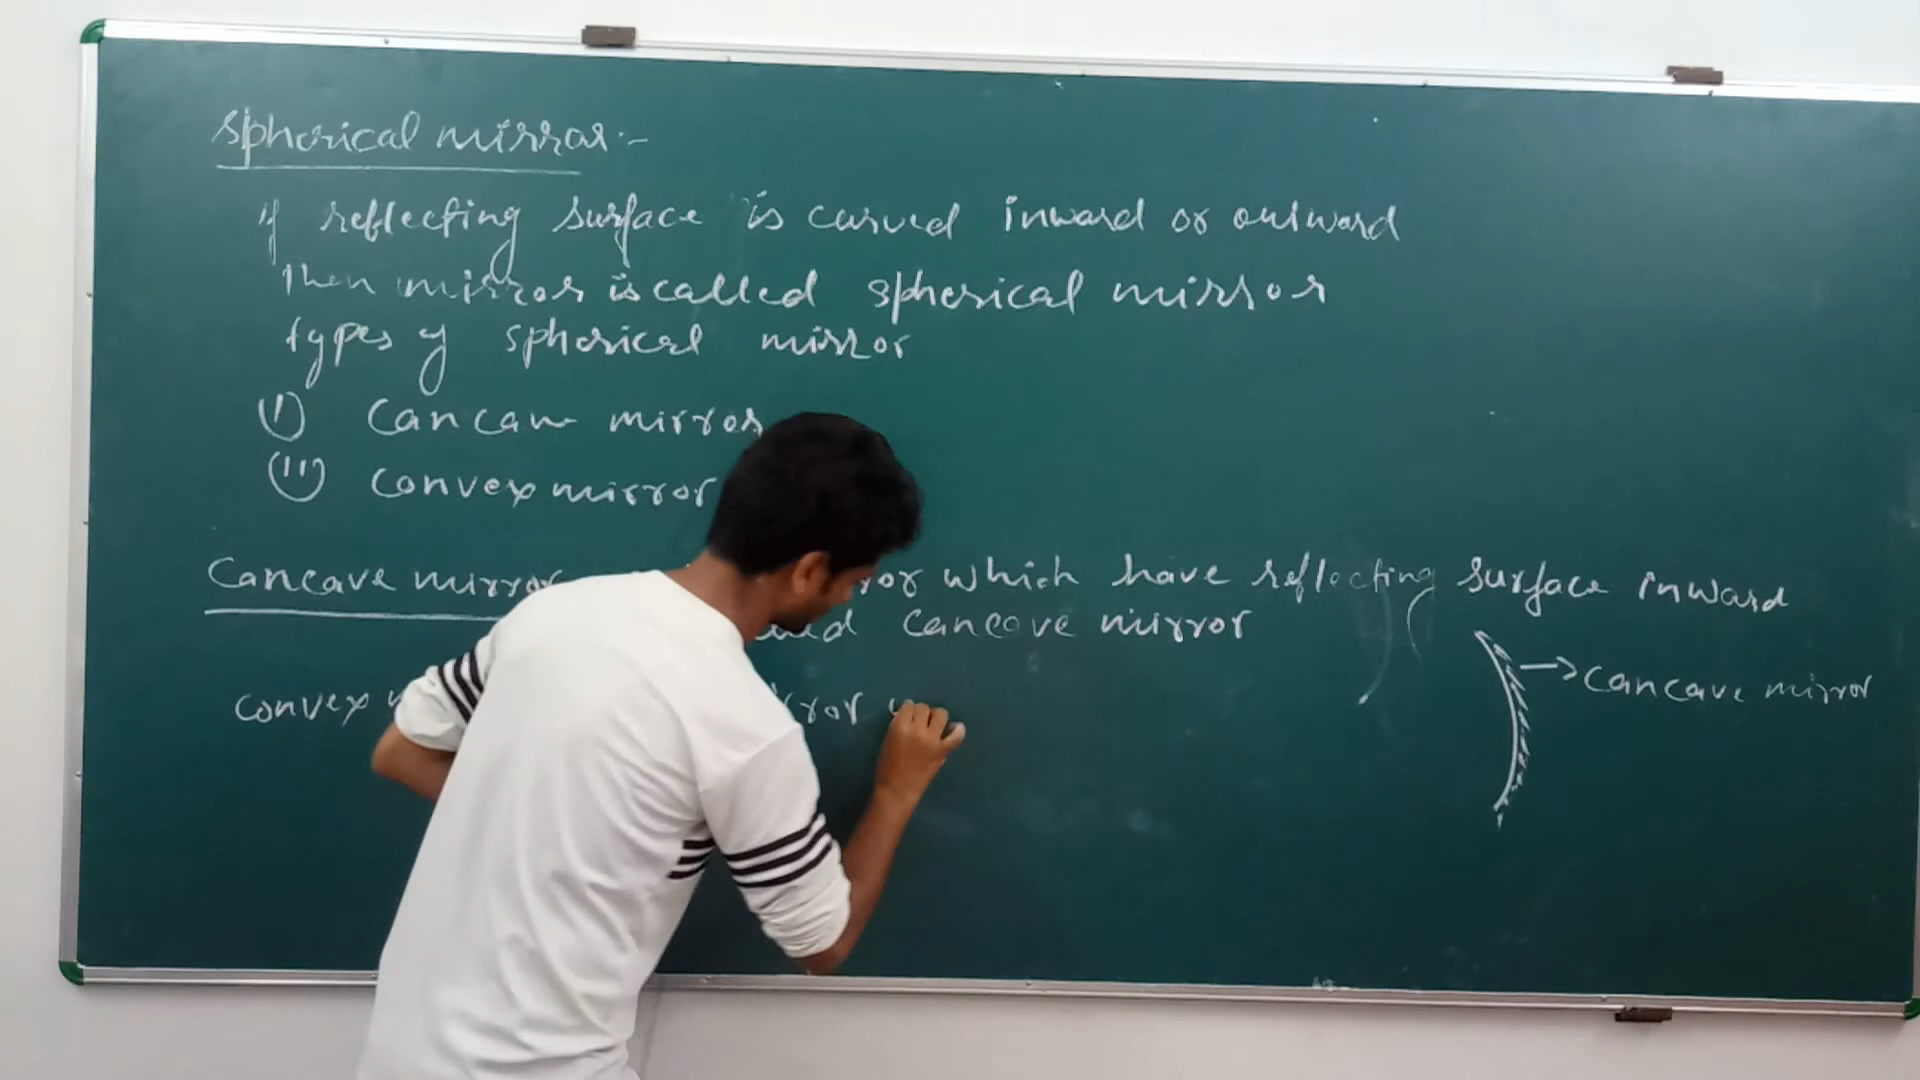 Spherical mirror:-
if reflecting surface is curved inward or outward
Then mirror is called spherical mirror
types of spherical mirror
(i) Cancave mirror
(ii) convex mirror
Cancave mirror which have reflecting surface inward
cancave mirror
→ cancave mirror
convex